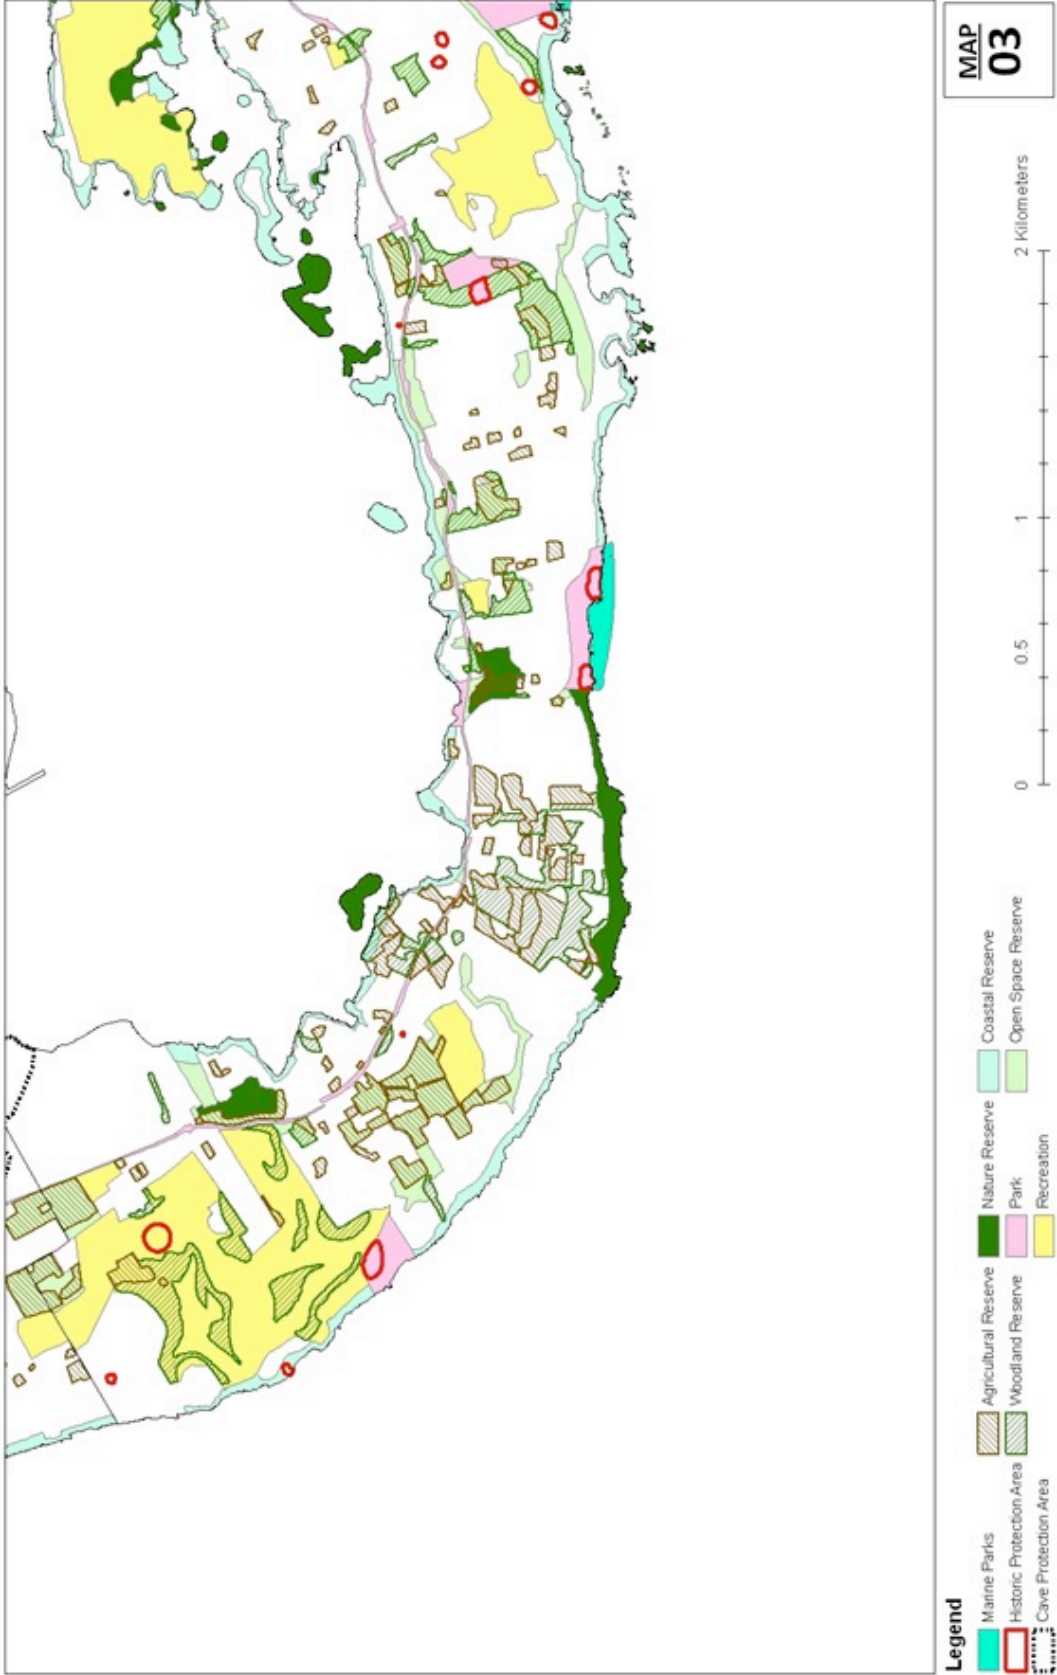 MAP
03
0 0.5 1 2 Kilometers
Legend
Marine Parks
Historic Protection Area
Cave Protection Area
Agricultural Reserve
Woodland Reserve
Nature Reserve
Park
Recreation
Coastal Reserve
Open Space Reserve